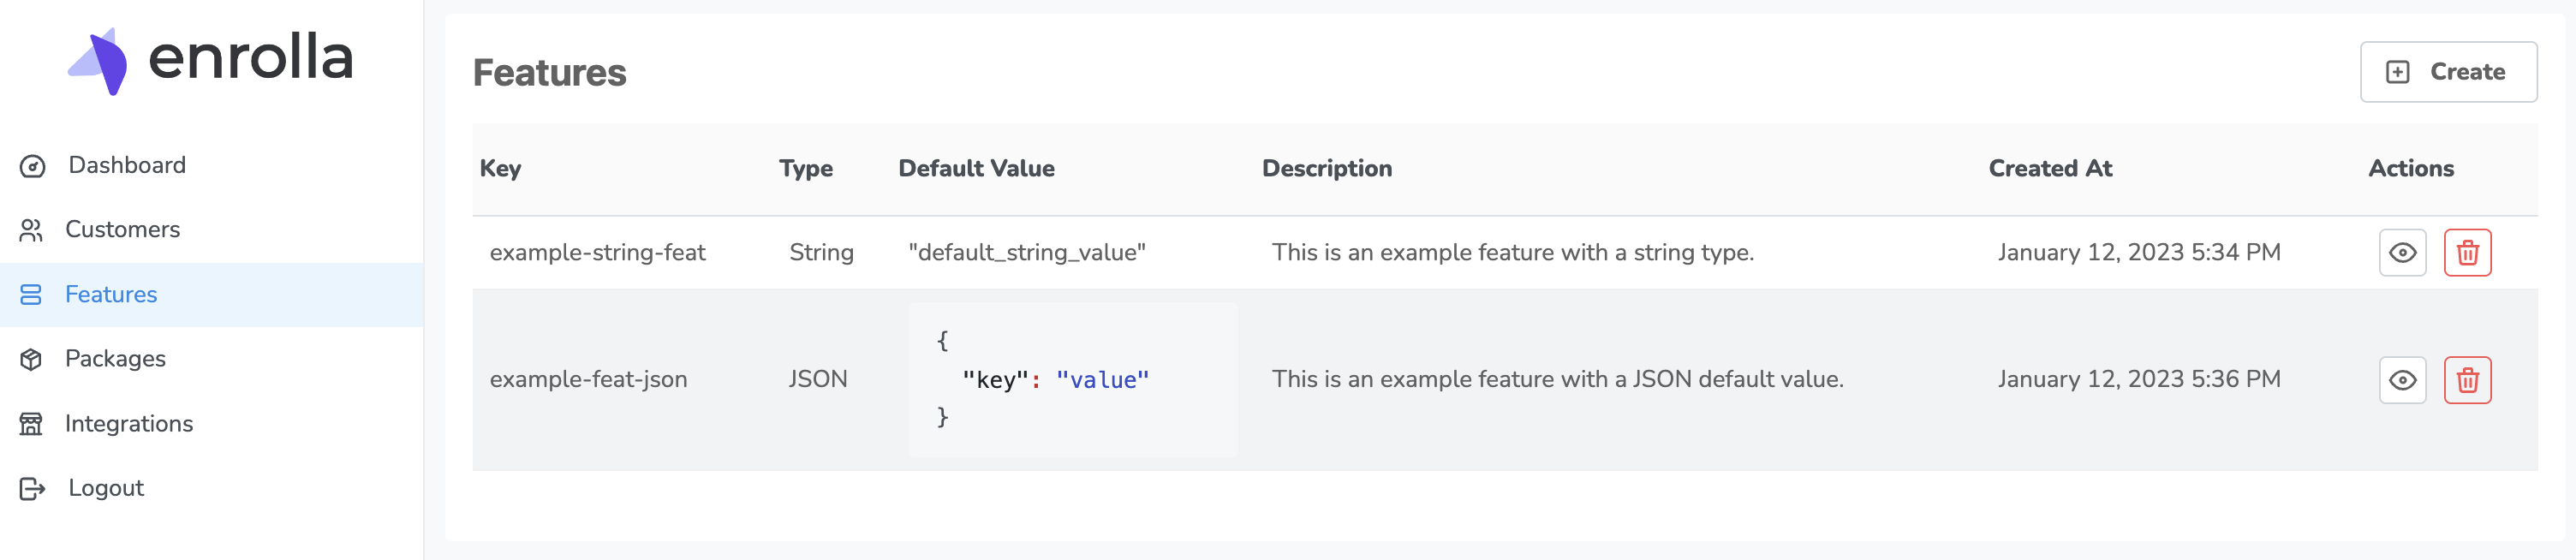 enrolla
Dashboard
Customers
Features
Packages
Integrations
Logout
Features
Create
Key Type Default Value Description Created At Actions
example-string-feat String "default_string_value" This is an example feature with a string type. January 12, 2023 5:34 PM
{
example-feat-json JSON "key": "value" This is an example feature with a JSON default value. January 12, 2023 5:36 PM
}